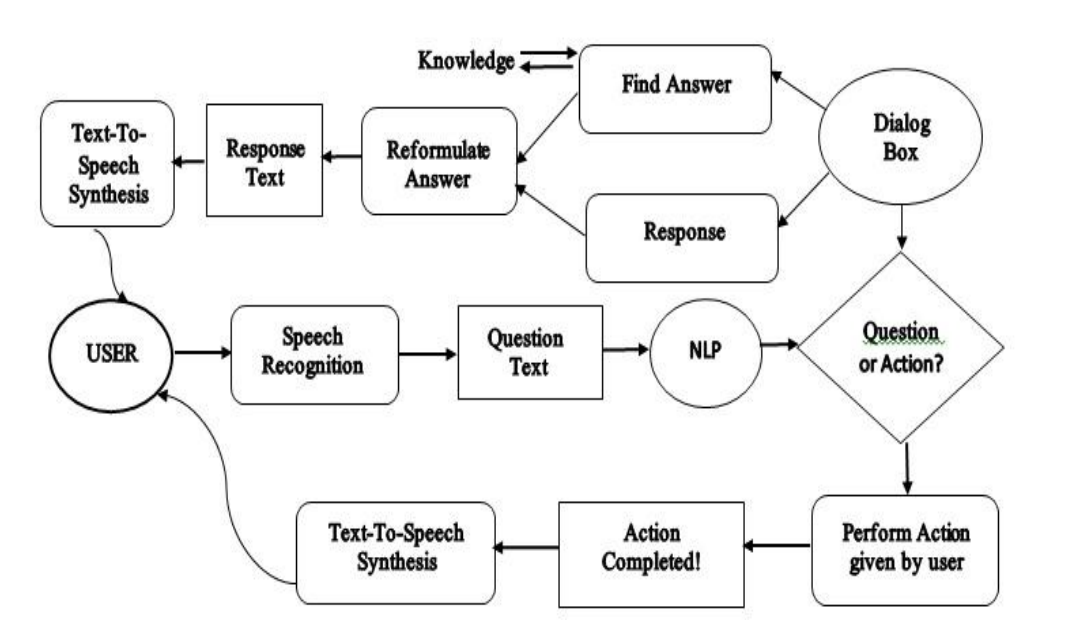 Knowledge
Find Answer
Dialog
Box
Text-To-
Speech
Synthesis
Response
Text
Reformulate
Answer
Response
USER
Speech
Recognition
Question
Text
NLP
Question
or Action?
Text-To-Speech
Synthesis
Action
Completed!
Perform Action
given by user